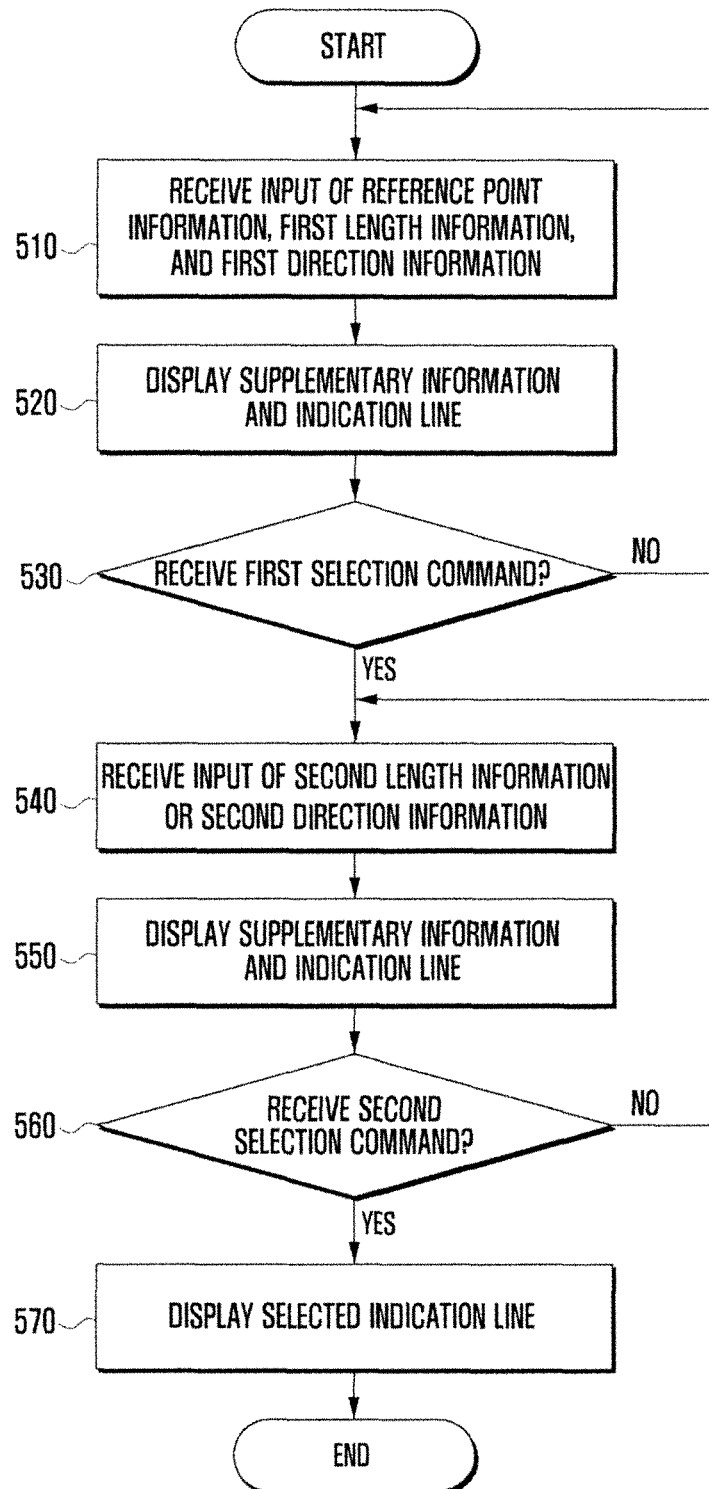 START
RECEIVE INPUT OF REFERENCE POINT
INFORMATION, FIRST LENGTH INFORMATION,
AND FIRST DIRECTION INFORMATION
510
DISPLAY SUPPLEMENTARY INFORMATION
AND INDICATION LINE
520
RECEIVE FIRST SELECTION COMMAND?
530
NO
YES
RECEIVE INPUT OF SECOND LENGTH INFORMATION
OR SECOND DIRECTION INFORMATION
540
DISPLAY SUPPLEMENTARY INFORMATION
AND INDICATION LINE
550
RECEIVE SECOND
SELECTION COMMAND?
560
NO
YES
DISPLAY SELECTED INDICATION LINE
570
END